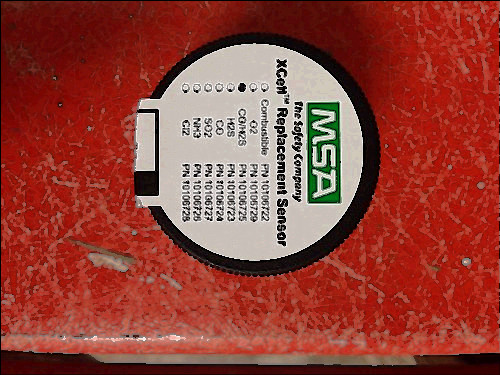 MSA
The Safety Company
XCell™ Replacement Sensor
Combustible PN 10106722
O2 PN 10106729
CO/H2S PN 10106725
H2S PN 10106723
CO PN 10106724
SO2 PN 10106727
NH3 PN 10106726
Cl2 PN 10106728